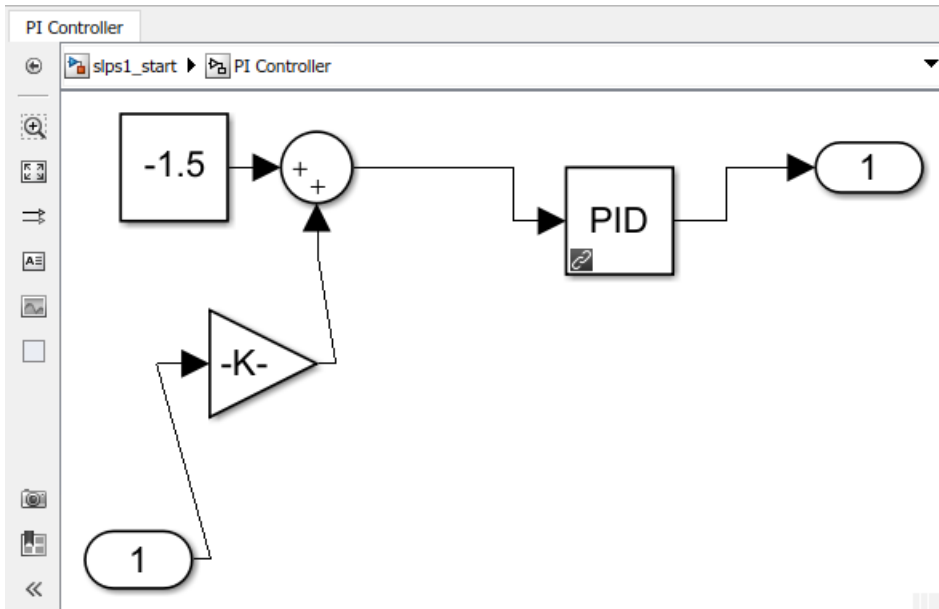 PI Controller
slps1_start PI Controller
-1.5
+
+
1
PID
-K-
1